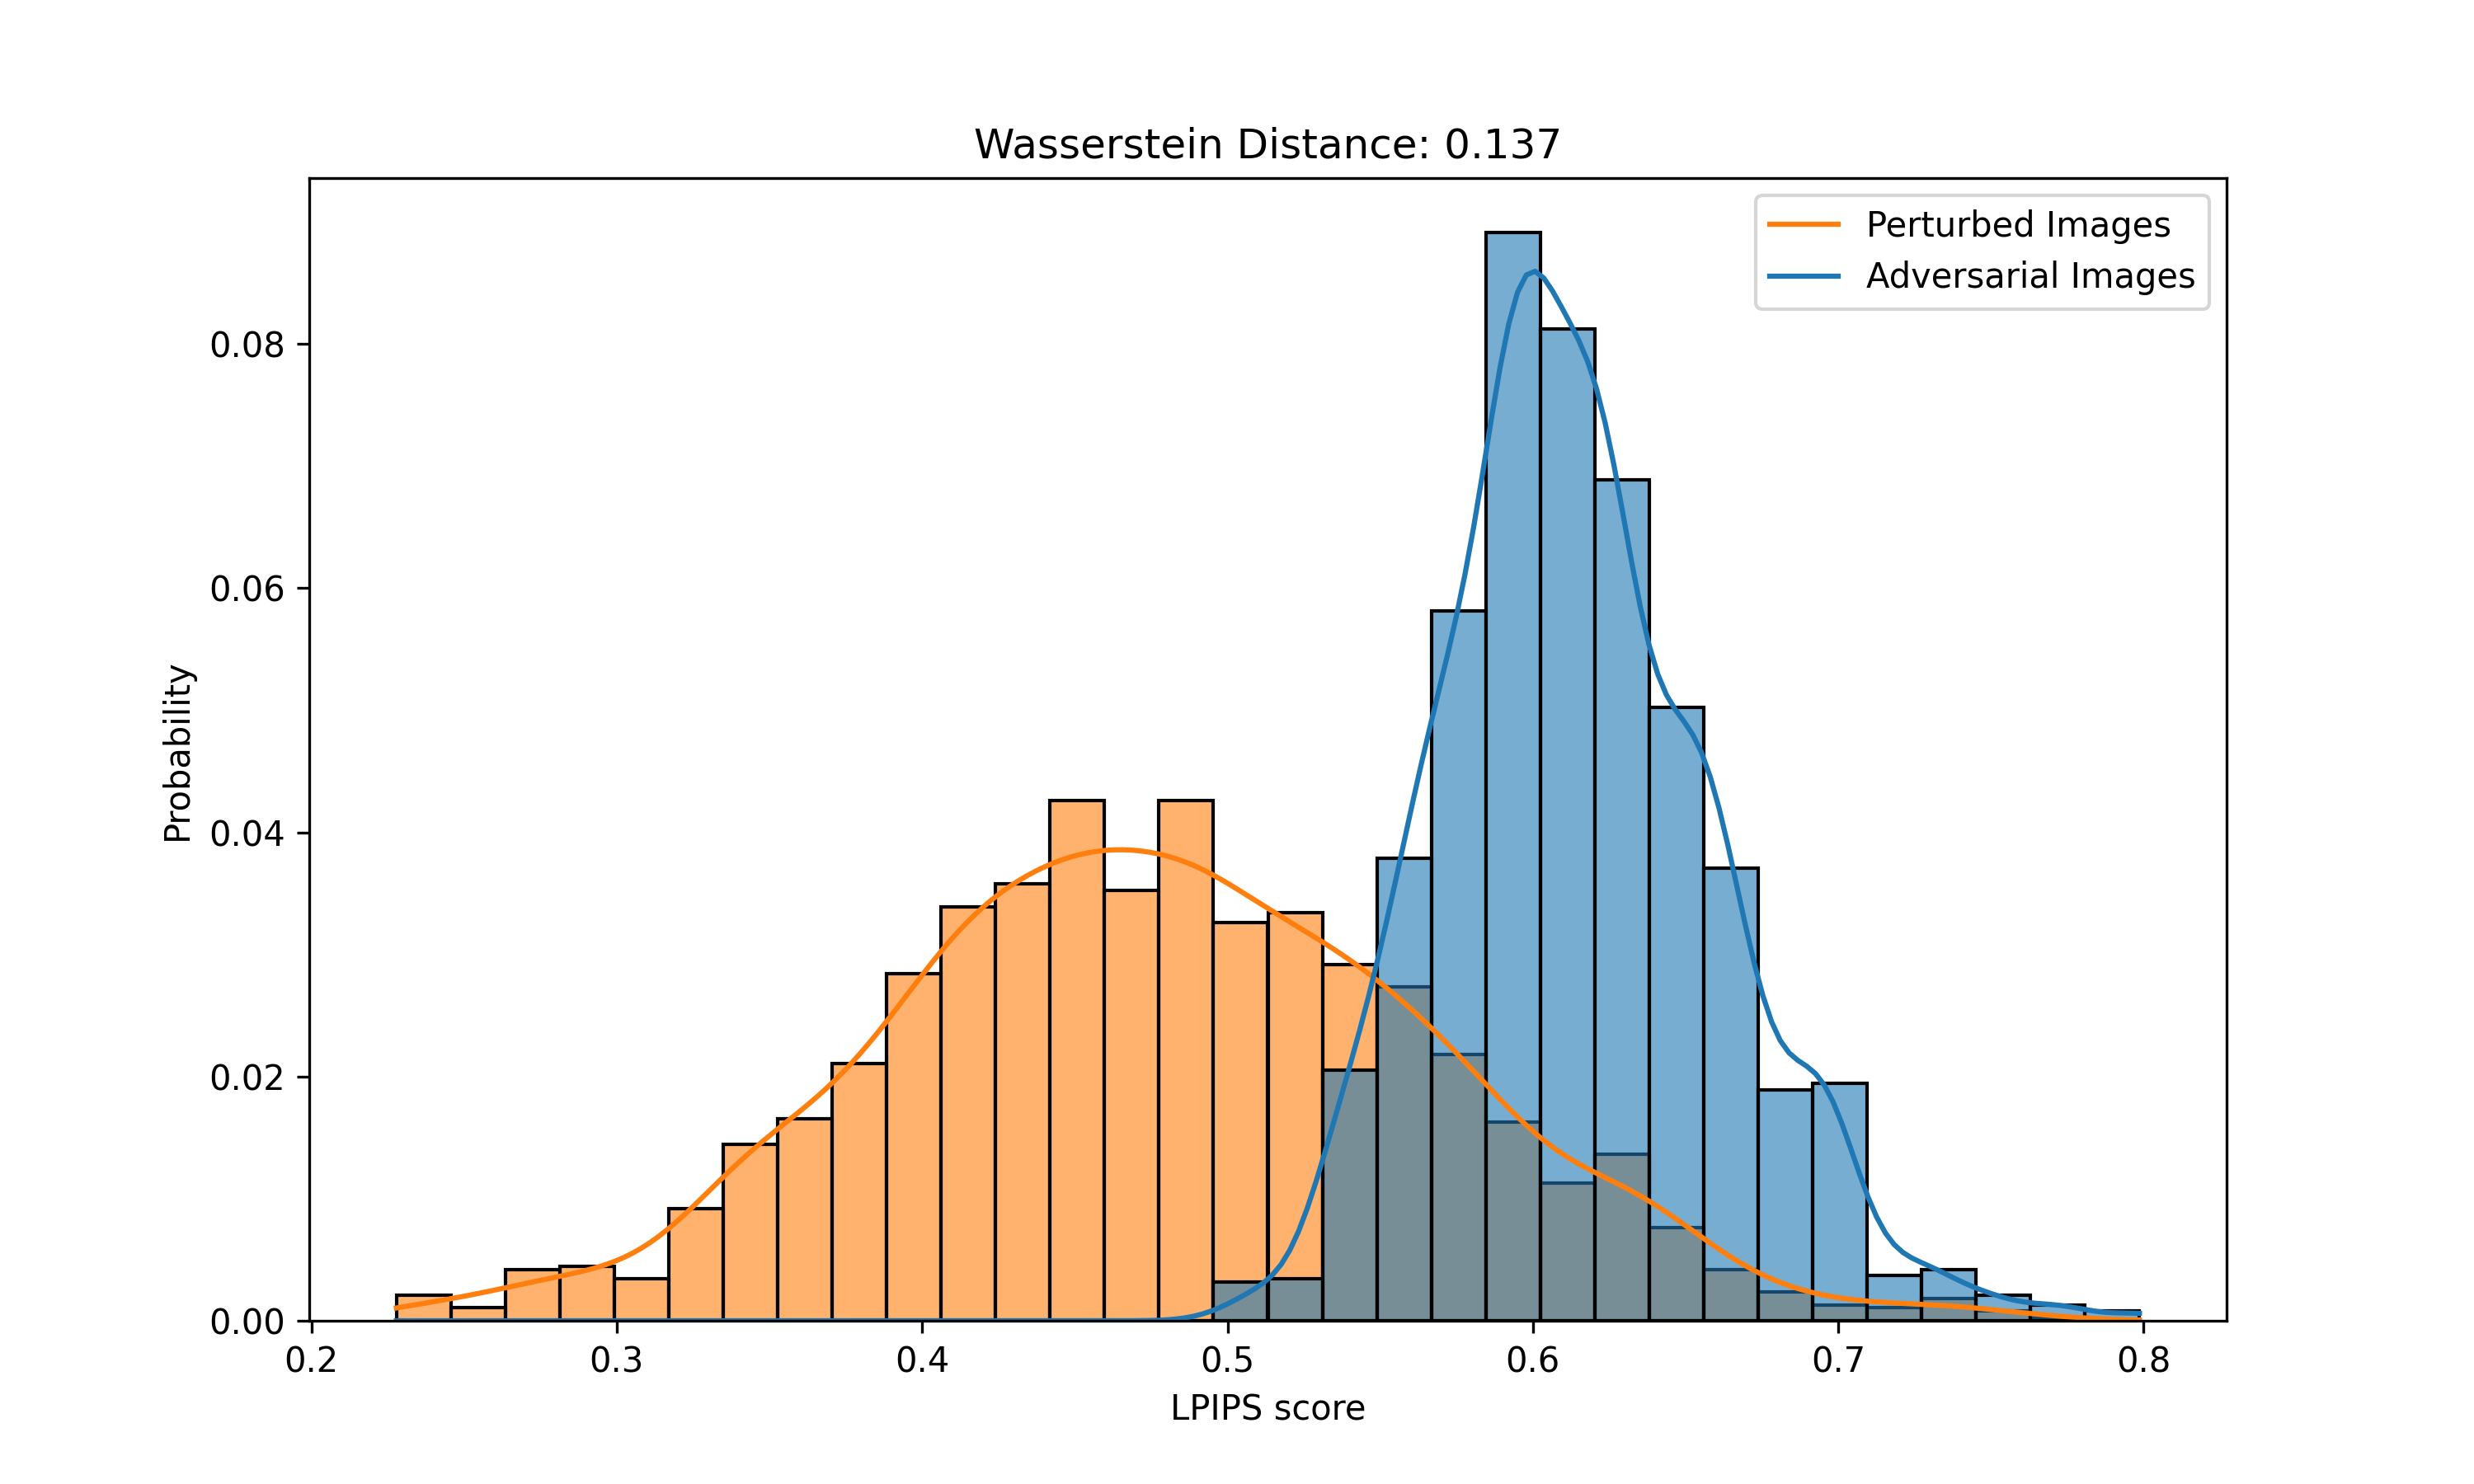 Wasserstein Distance: 0.137
Perturbed Images
Adversarial Images
Probability
0.08
0.06
0.04
0.02
0.00
0.2 0.3 0.4 0.5 0.6 0.7 0.8
LPIPS score